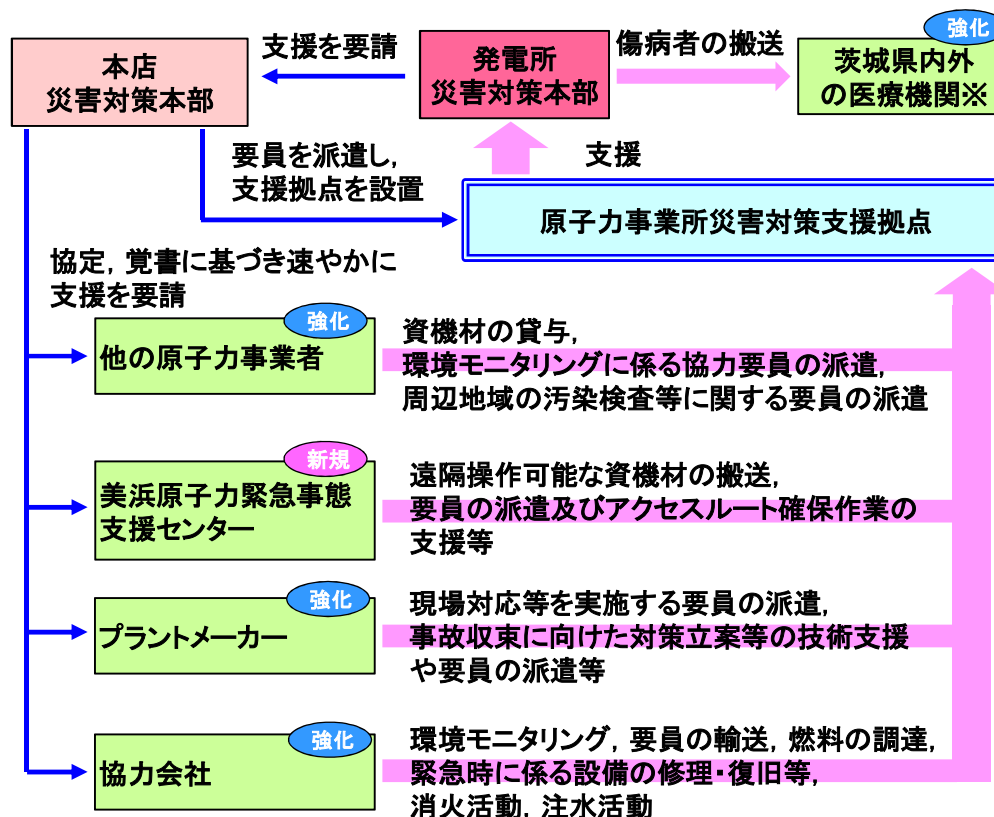 強化
支援を要請
傷病者の搬送
本店
災害対策本部
発電所
災害対策本部
茨城県内外
の医療機関※
要員を派遣し,
支援拠点を設置
支援
原子力事業所災害対策支援拠点
協定, 覚書に基づき速やかに
支援を要請
強化
他の原子力事業者
資機材の貸与,
環境モニタリングに係る協力要員の派遣,
周辺地域の汚染検査等に関する要員の派遣
新規
美浜原子力緊急事態
支援センター
遠隔操作可能な資機材の搬送,
要員の派遣及びアクセスルート確保作業の
支援等
強化
プラントメーカー
現場対応等を実施する要員の派遣,
事故収束に向けた対策立案等の技術支援
や要員の派遣等
強化
協力会社
環境モニタリング, 要員の輸送, 燃料の調達,
緊急時に係る設備の修理・復旧等,
消火活動, 注水活動